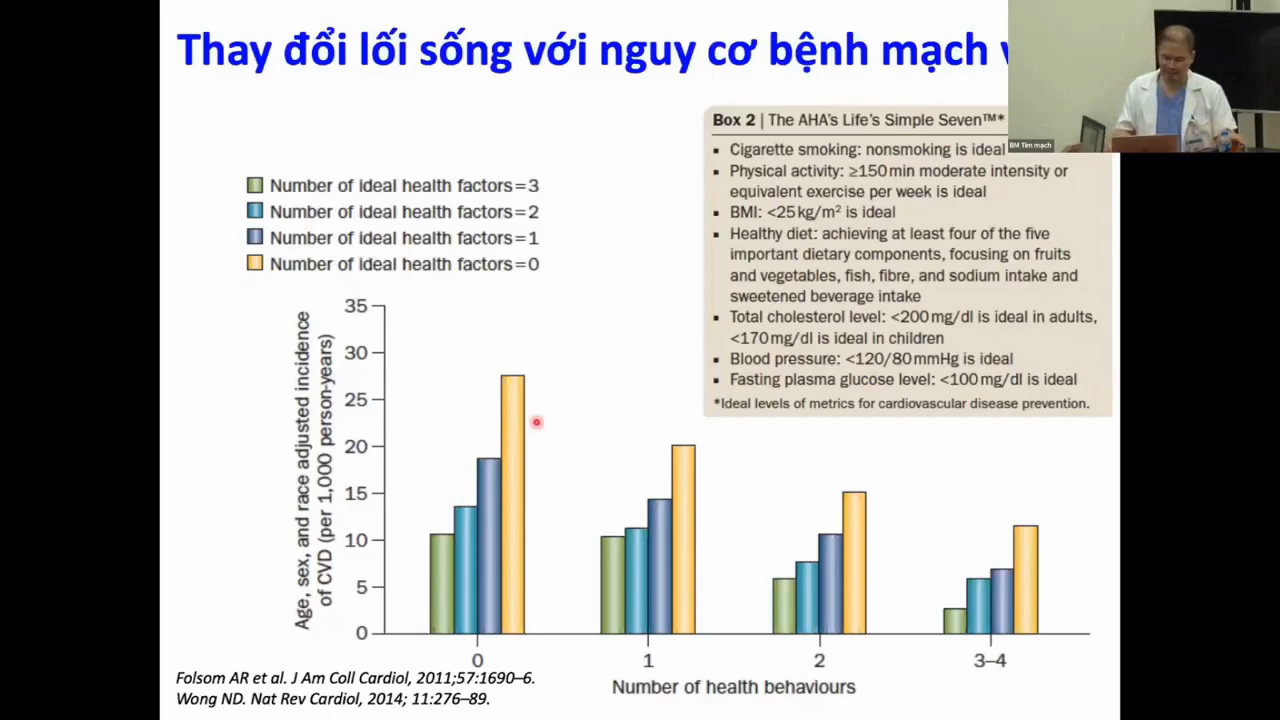 Thay đổi lối sống với nguy cơ bệnh mạch
BM Tim mạch
Box 2 | The AHA's Life's Simple Seven™*
▪ Cigarette smoking: nonsmoking is ideal
▪ Physical activity: ≥150 min moderate intensity or
equivalent exercise per week is ideal
▪ BMI: <25 kg/m² is ideal
▪ Healthy diet: achieving at least four of the five
important dietary components, focusing on fruits
and vegetables, fish, fibre, and sodium intake and
sweetened beverage intake
▪ Total cholesterol level: <200 mg/dl is ideal in adults,
<170 mg/dl is ideal in children
▪ Blood pressure: <120/80 mmHg is ideal
▪ Fasting plasma glucose level: <100 mg/dl is ideal
*Ideal levels of metrics for cardiovascular disease prevention.
Number of ideal health factors = 3
Number of ideal health factors = 2
Number of ideal health factors = 1
Number of ideal health factors = 0
Age, sex, and race adjusted incidence
of CVD (per 1,000 person-years)
35
30
25
20
15
10
5
0
0 1 2 3–4
Number of health behaviours
Folsom AR et al. J Am Coll Cardiol, 2011;57:1690–6.
Wong ND. Nat Rev Cardiol, 2014; 11:276–89.